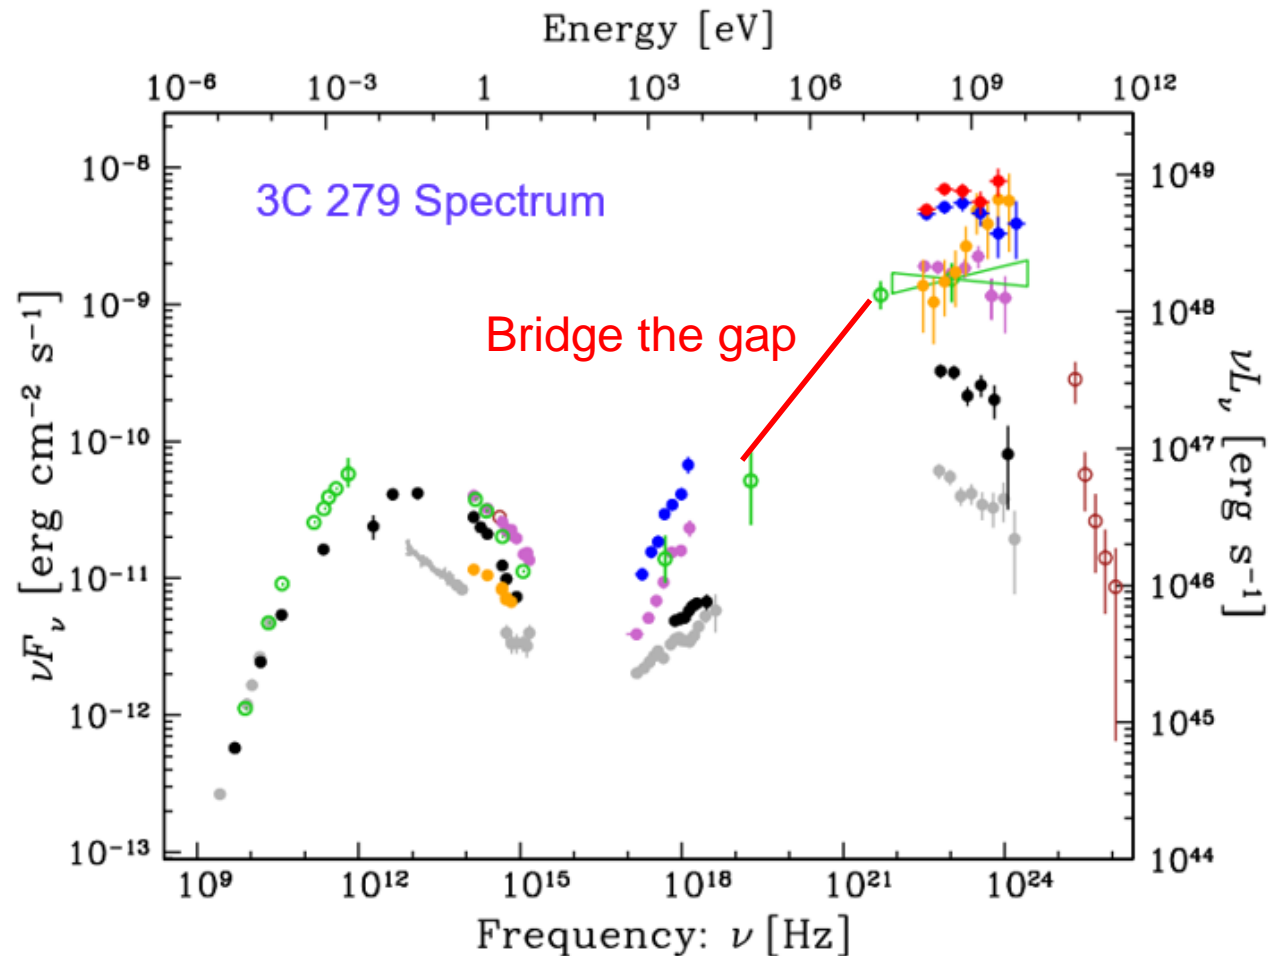 Energy [eV]
10⁻⁶ 10⁻³ 1 10³ 10⁶ 10⁹ 10¹²
3C 279 Spectrum
Bridge the gap
νFν [erg cm⁻² s⁻¹]
10⁻⁸
10⁻⁹
10⁻¹⁰
10⁻¹¹
10⁻¹²
10⁻¹³
10⁴⁹
10⁴⁸
10⁴⁷
10⁴⁶
10⁴⁵
10⁴⁴
νLν [erg s⁻¹]
10⁹ 10¹² 10¹⁵ 10¹⁸ 10²¹ 10²⁴
Frequency: ν [Hz]